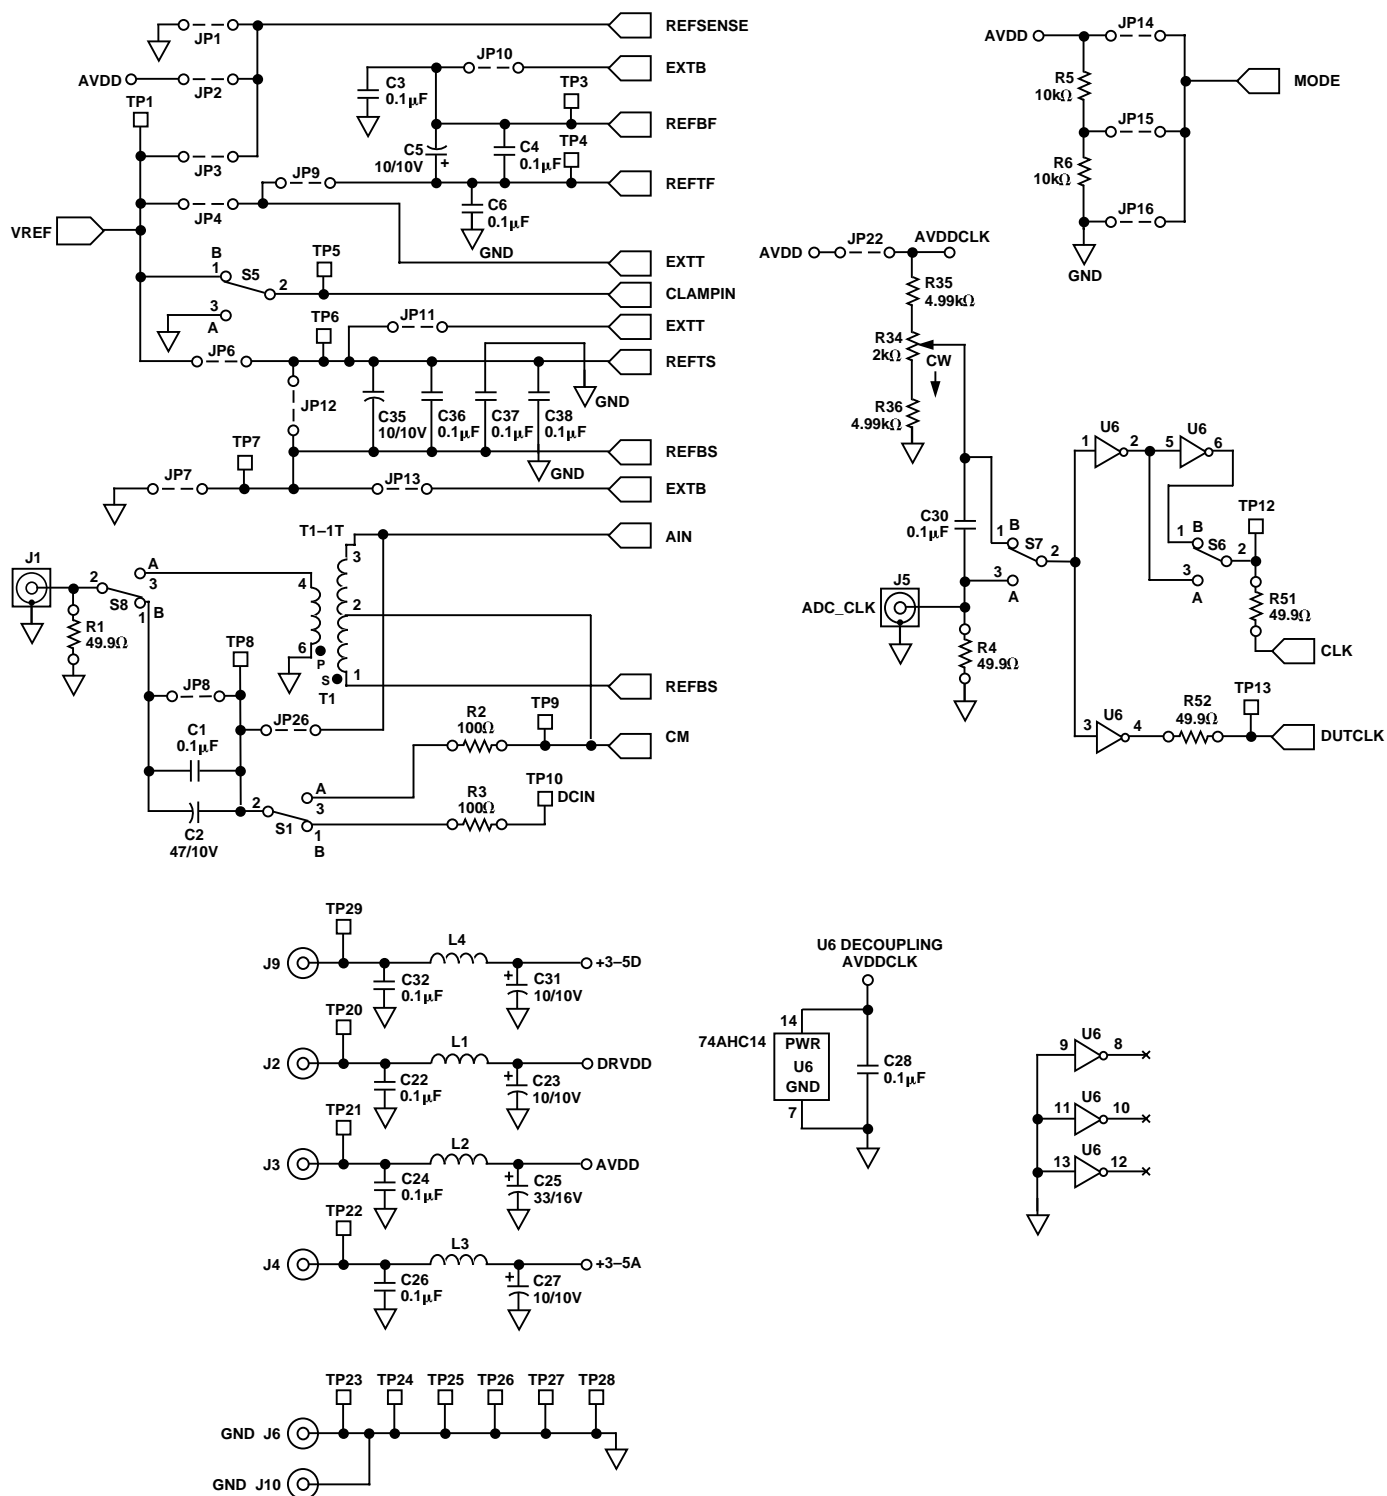 REFSENSE
JP1
JP10
EXTB
AVDD
JP2
C3
0.1µF
TP3
TP1
REFBF
C5
10/10V
+
C4
0.1µF
TP4
JP3
JP9
REFTF
JP4
C6
0.1µF
VREF
GND
B
1
S5
2
TP5
EXTT
CLAMPIN
3
A
TP6
JP11
EXTT
JP6
REFTS
JP12
GND
C35
10/10V
C36
0.1µF
C37
0.1µF
C38
0.1µF
TP7
REFBS
GND
JP7
JP13
EXTB
T1–1T
AIN
3
J1
A
3
2
S8
1
B
4
2
R1
49.9Ω
6
P
S
1
T1
TP8
REFBS
JP8
JP26
R2
100Ω
TP9
CM
C1
0.1µF
A
3
R3
100Ω
TP10
DCIN
2
S1
1
B
C2
47/10V
JP14
AVDD
R5
10kΩ
MODE
JP15
R6
10kΩ
JP16
GND
AVDD
JP22
AVDDCLK
R35
4.99kΩ
R34
2kΩ
CW
R36
4.99kΩ
U6
1
2
U6
5
6
C30
0.1µF
1
B
S7
2
3
A
TP12
1
B
S6
2
3
A
J5
ADC_CLK
R51
49.9Ω
R4
49.9Ω
CLK
U6
3
4
R52
49.9Ω
TP13
DUTCLK
TP29
J9
L4
+3–5D
C32
0.1µF
+
C31
10/10V
TP20
J2
L1
DRVDD
C22
0.1µF
+
C23
10/10V
TP21
J3
L2
AVDD
C24
0.1µF
+
C25
33/16V
TP22
J4
L3
+3–5A
C26
0.1µF
+
C27
10/10V
U6 DECOUPLING
AVDDCLK
14
74AHC14
PWR
U6
GND
7
C28
0.1µF
U6
9
8
U6
11
10
U6
13
12
TP23
TP24
TP25
TP26
TP27
TP28
GND J6
GND J10